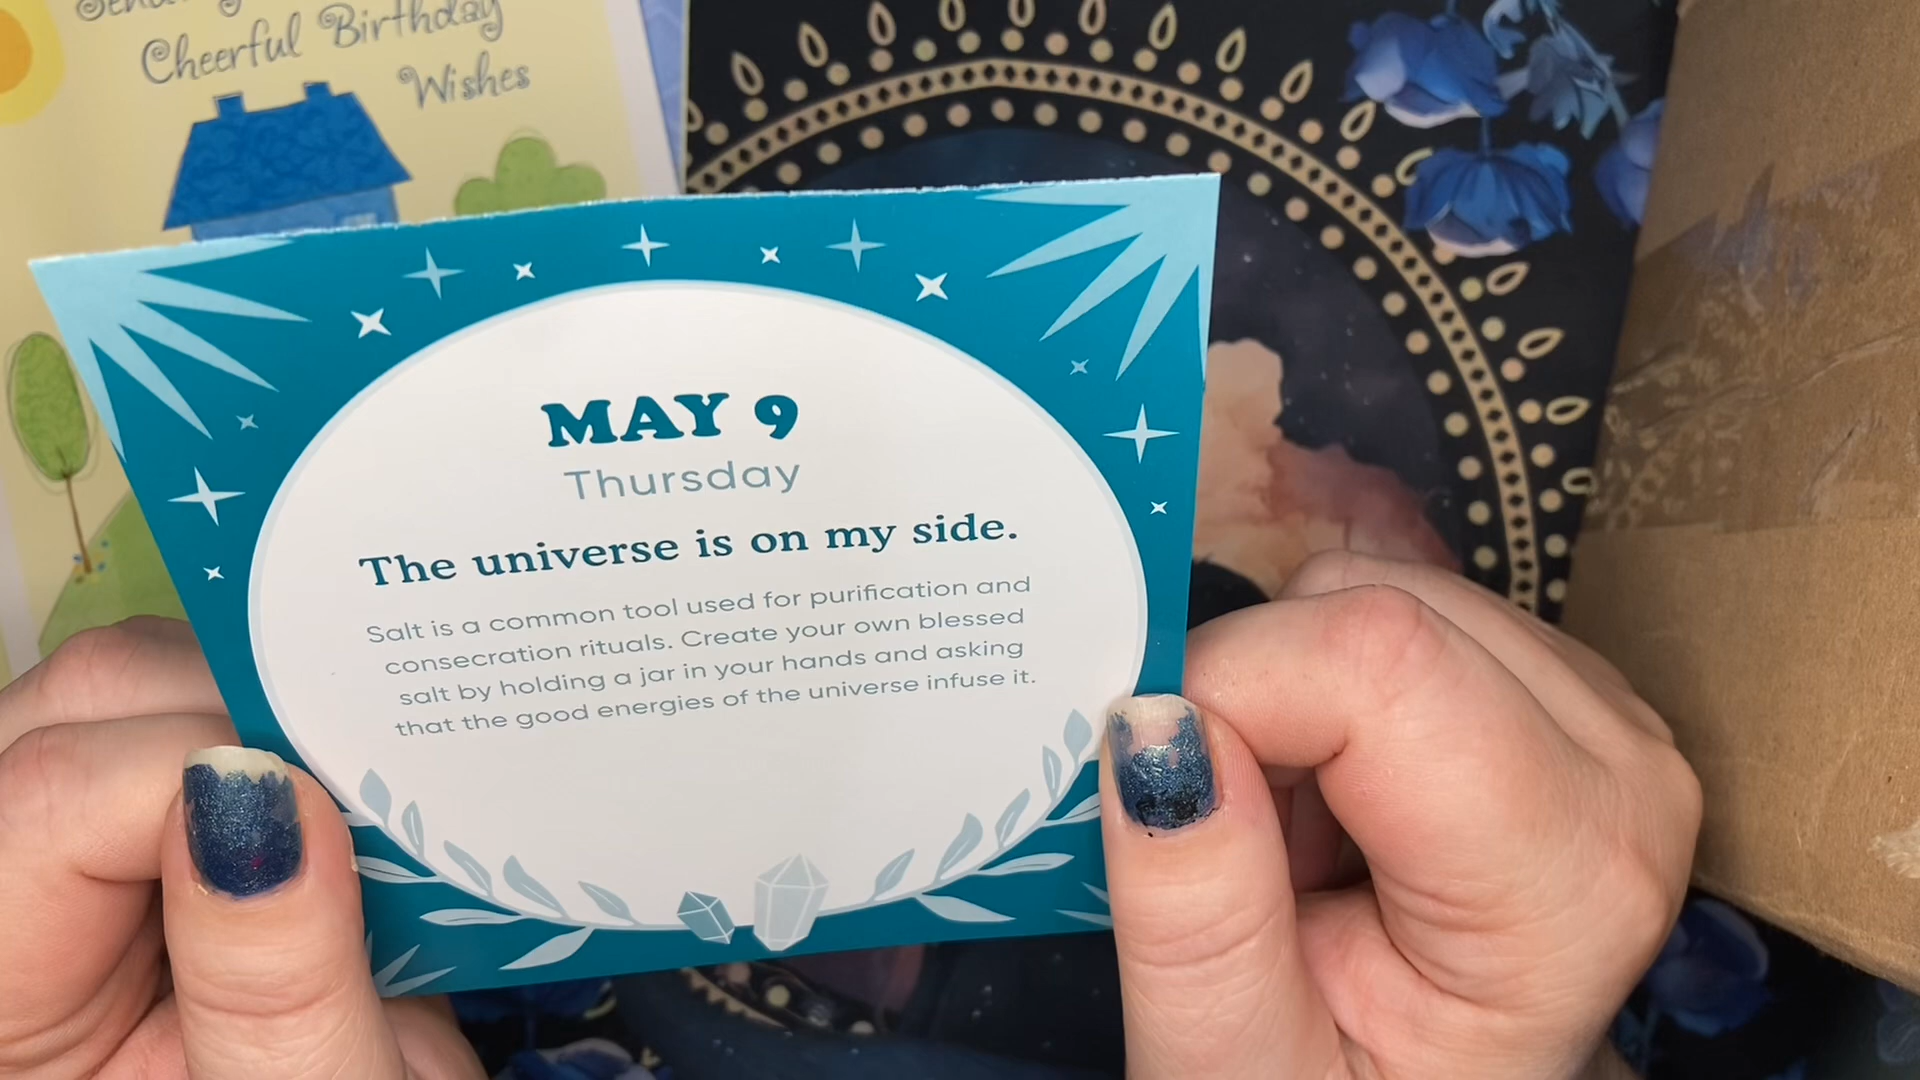 Cheerful Birthday
Wishes
MAY 9
Thursday
The universe is on my side.
Salt is a common tool used for purification and
consecration rituals. Create your own blessed
salt by holding a jar in your hands and asking
that the good energies of the universe infuse it.